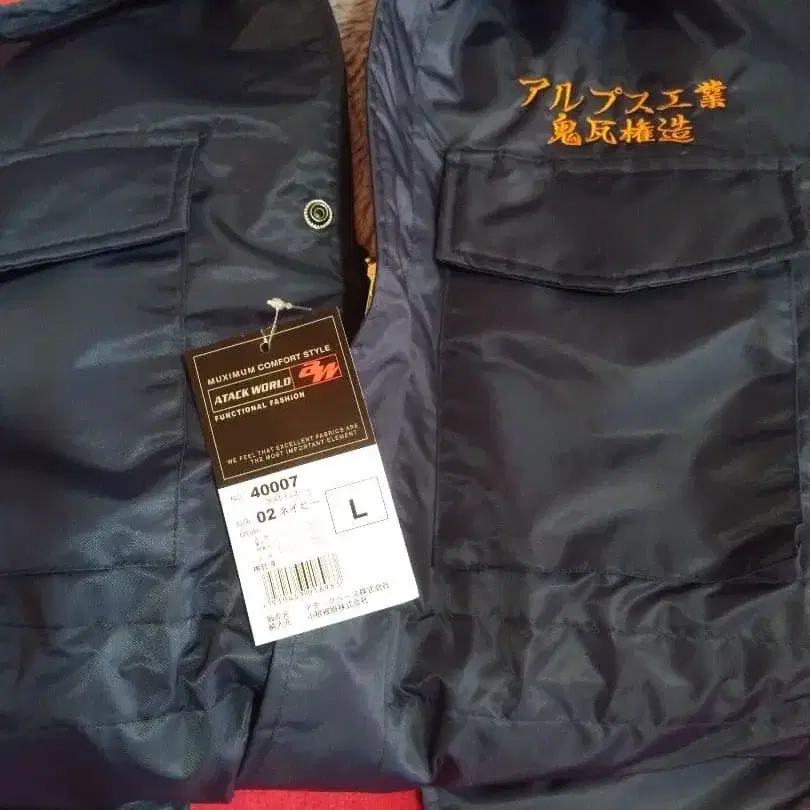 アルプス工業
鬼瓦権造
MUXIMUM COMFORT STYLE
ATACK WORLD
FUNCTIONAL FASHION
WE FEEL THAT EXCELLENT FABRICS ARE
THE MOST IMPORTANT ELEMENT
NO. 40007
02 ネイビー
L